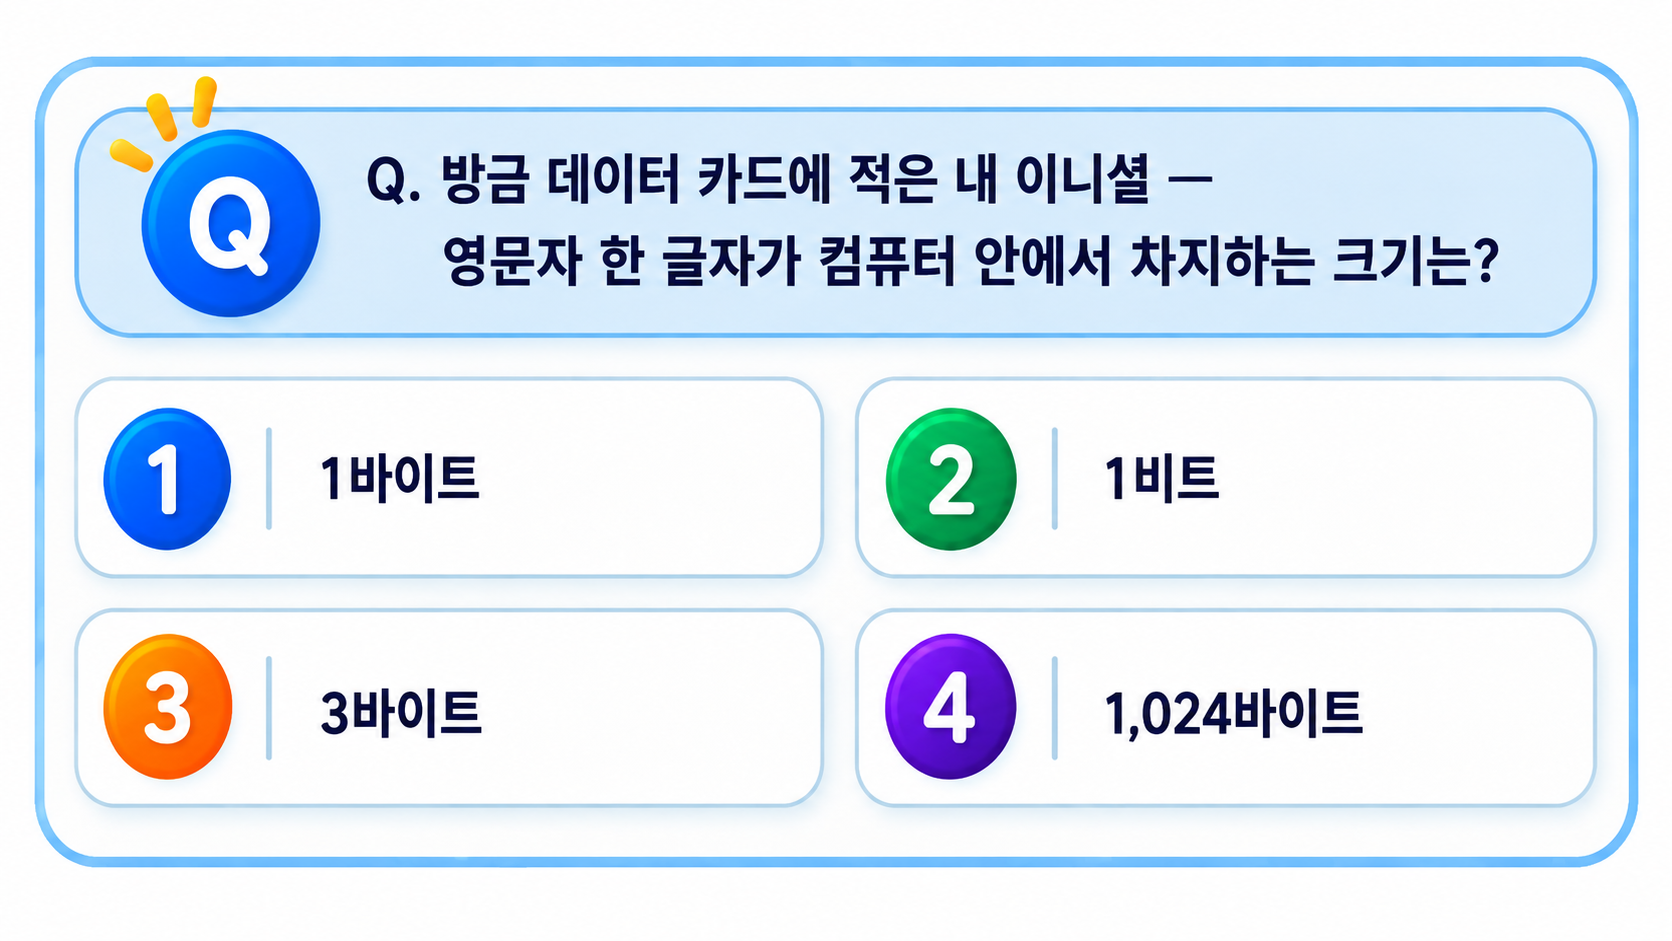 Q
Q. 방금 데이터 카드에 적은 내 이니셜 —
영문자 한 글자가 컴퓨터 안에서 차지하는 크기는?
1
1바이트
2
1비트
3
3바이트
4
1,024바이트